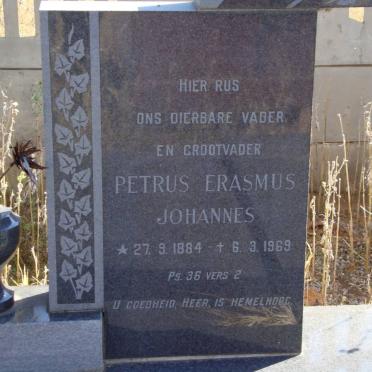 HIER RUS
ONS DIERBARE VADER
EN GROOTVADER
PETRUS ERASMUS
JOHANNES
* 27. 9. 1884 - + 6. 3. 1969
PS. 36 VERS 2
U GOEDHEID, HEER, IS HEMELHOOG.